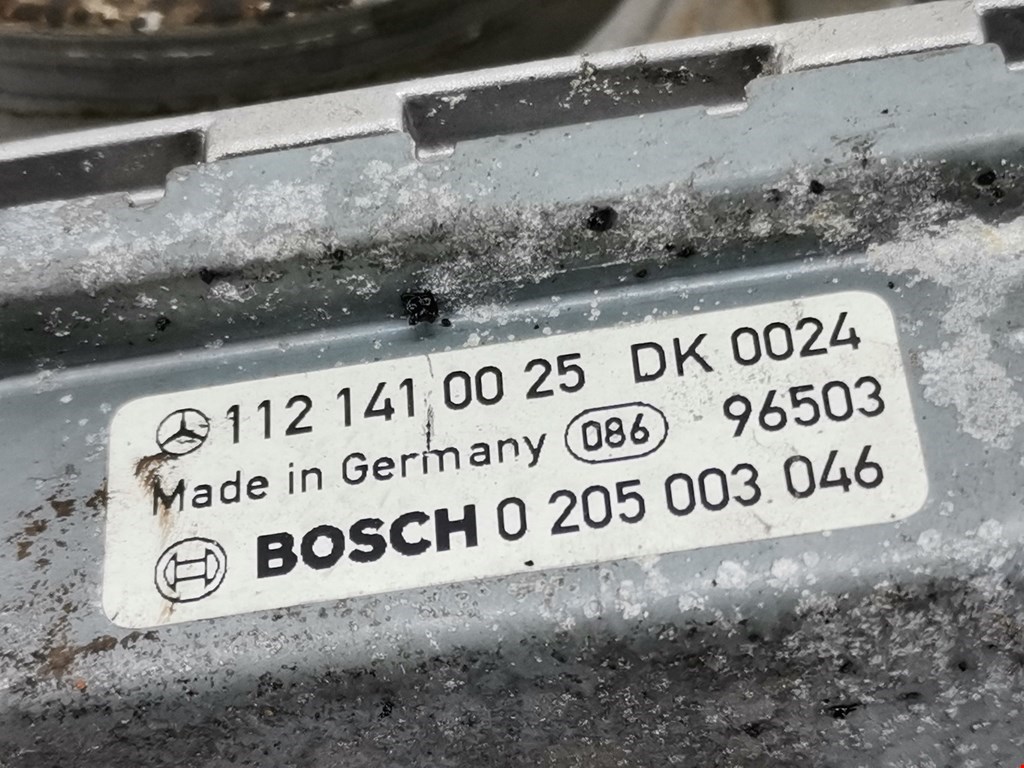 112 141 00 25 DK 0024
Made in Germany 086 96503
BOSCH 0 205 003 046